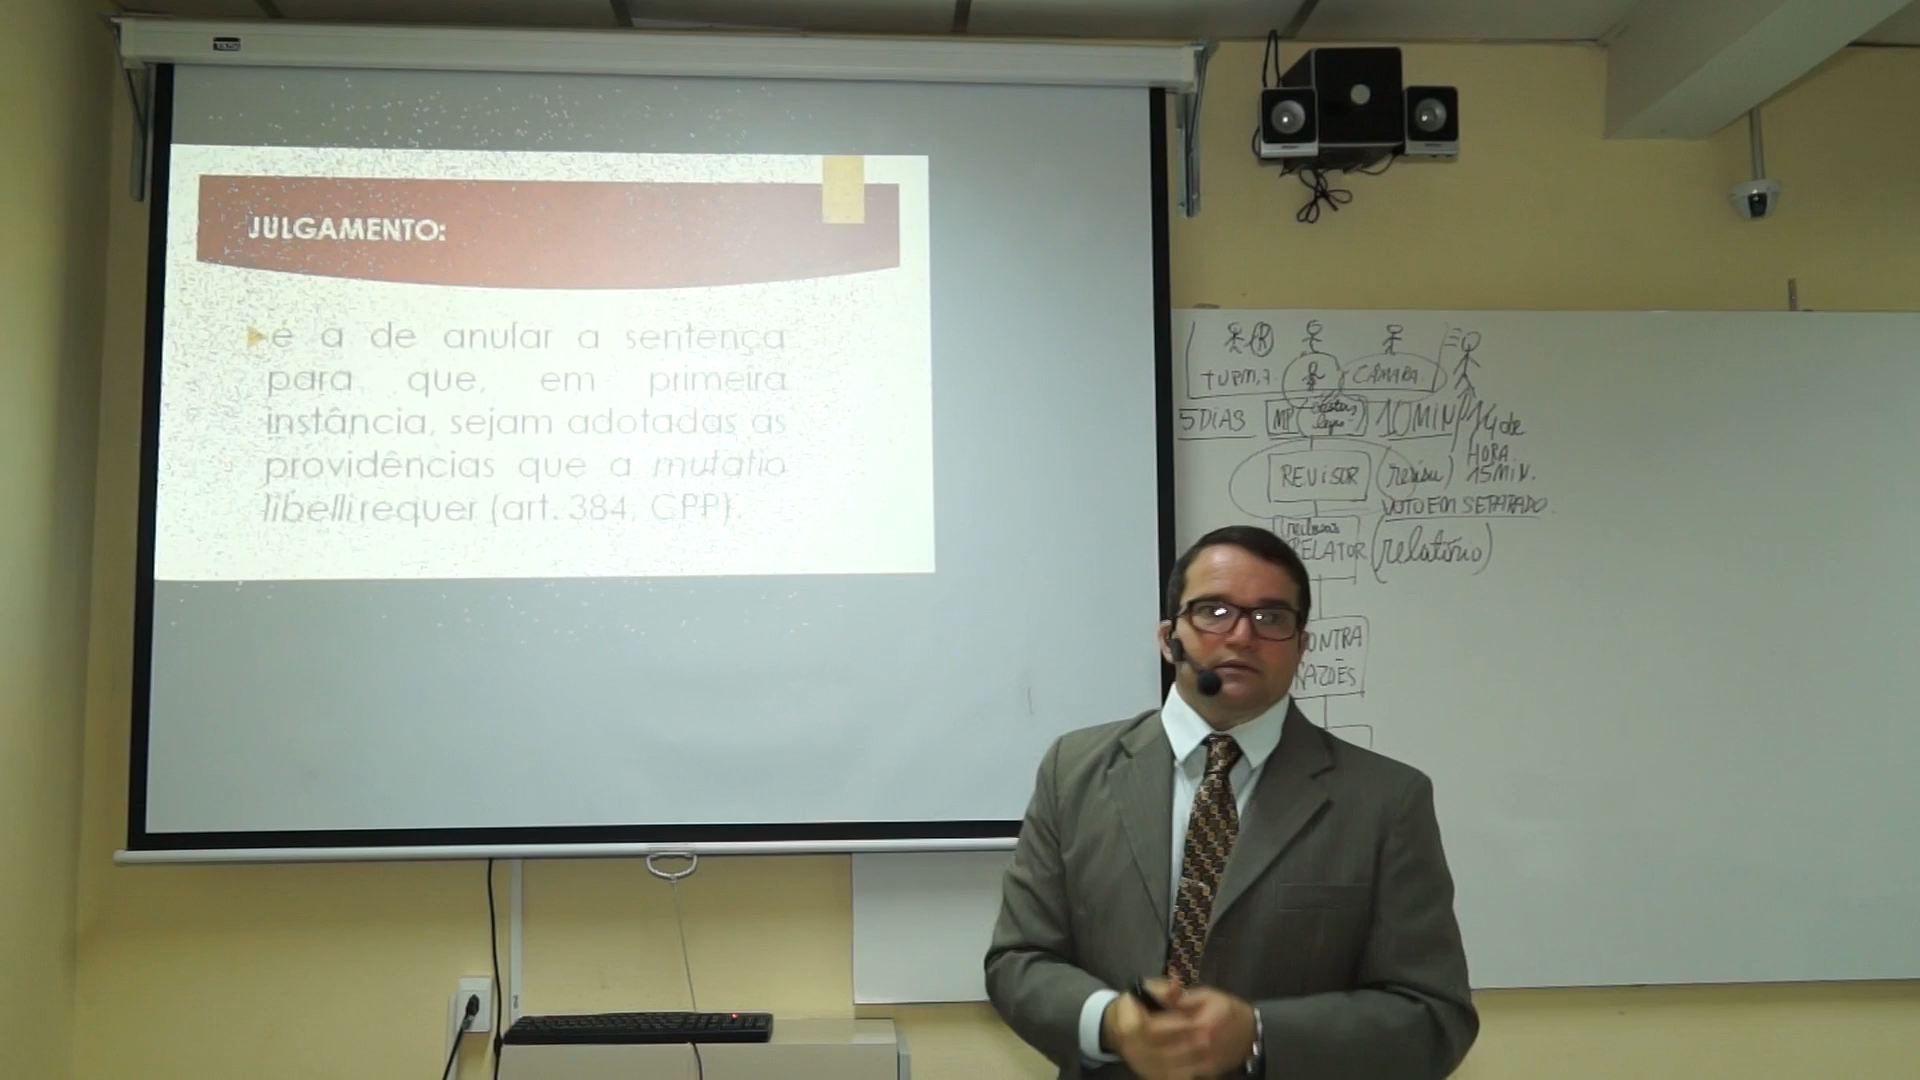 JULGAMENTO:
é a de anular a sentença
para que, em primeira
instância, sejam adotadas as
providências que a mutatio
libelli requer (art. 384, CPP).
R
TURMA CÂMARA
5 DIAS MP 10 MIN / 1/4 de
HORA
REVISOR 15 MIN.
VOTO EM SEPARADO
RELATOR (relatório)
CONTRA
RAZÕES